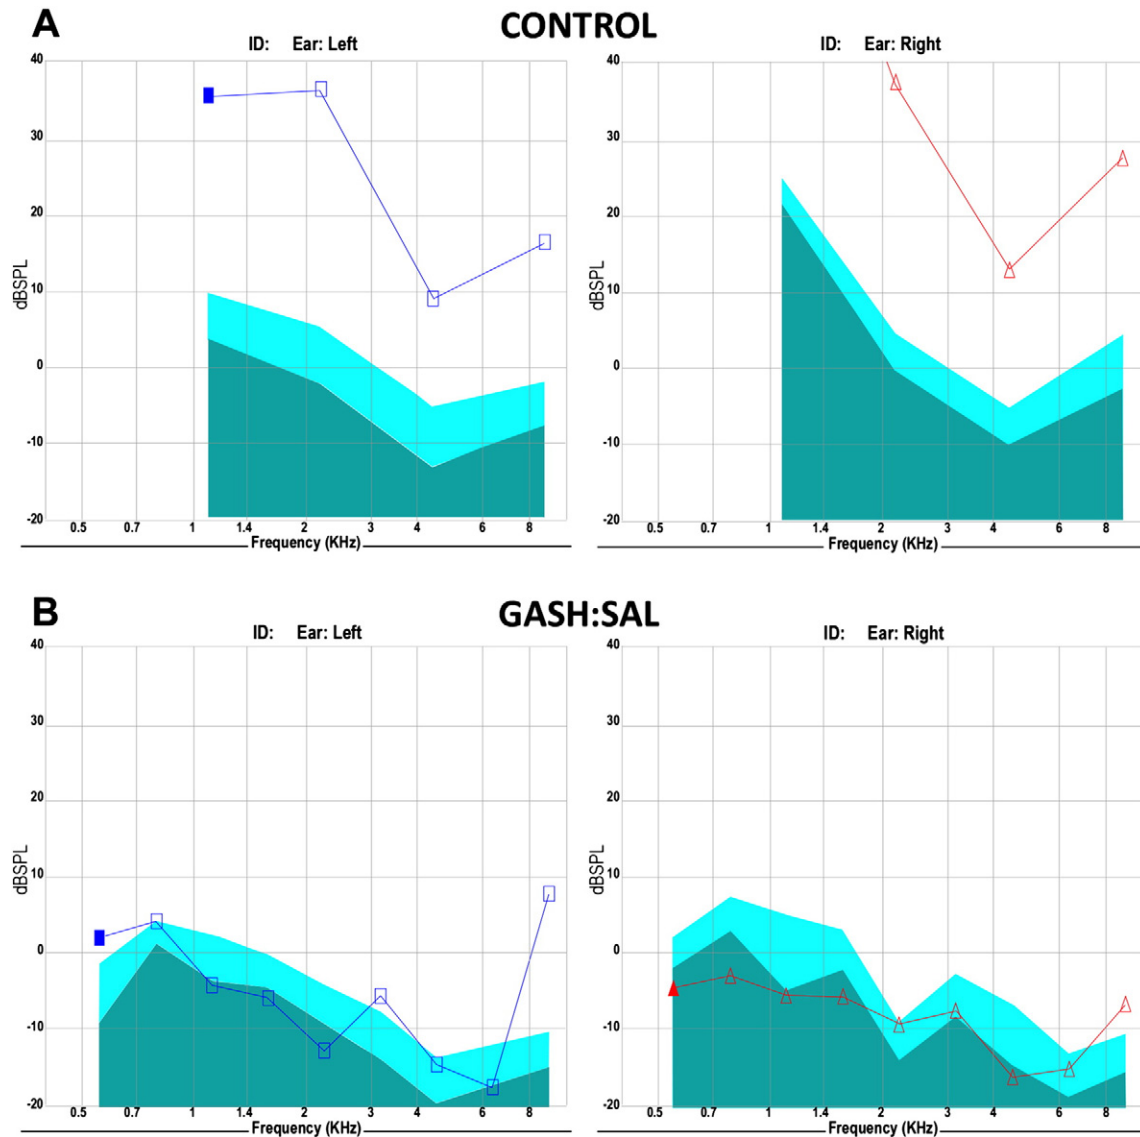 A
CONTROL
ID: Ear: Left
40
30
20
10
0
-10
-20
dBSPL
0.5 0.7 1 1.4 2 3 4 6 8
Frequency (KHz)
ID: Ear: Right
40
30
20
10
0
-10
-20
dBSPL
0.5 0.7 1 1.4 2 3 4 6 8
Frequency (KHz)
B
GASH:SAL
ID: Ear: Left
40
30
20
10
0
-10
-20
dBSPL
0.5 0.7 1 1.4 2 3 4 6 8
Frequency (KHz)
ID: Ear: Right
40
30
20
10
0
-10
-20
dBSPL
0.5 0.7 1 1.4 2 3 4 6 8
Frequency (KHz)